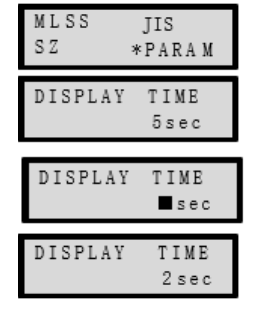 MLSS JIS
SZ *PARAM
DISPLAY TIME
5sec
DISPLAY TIME
■sec
DISPLAY TIME
2sec